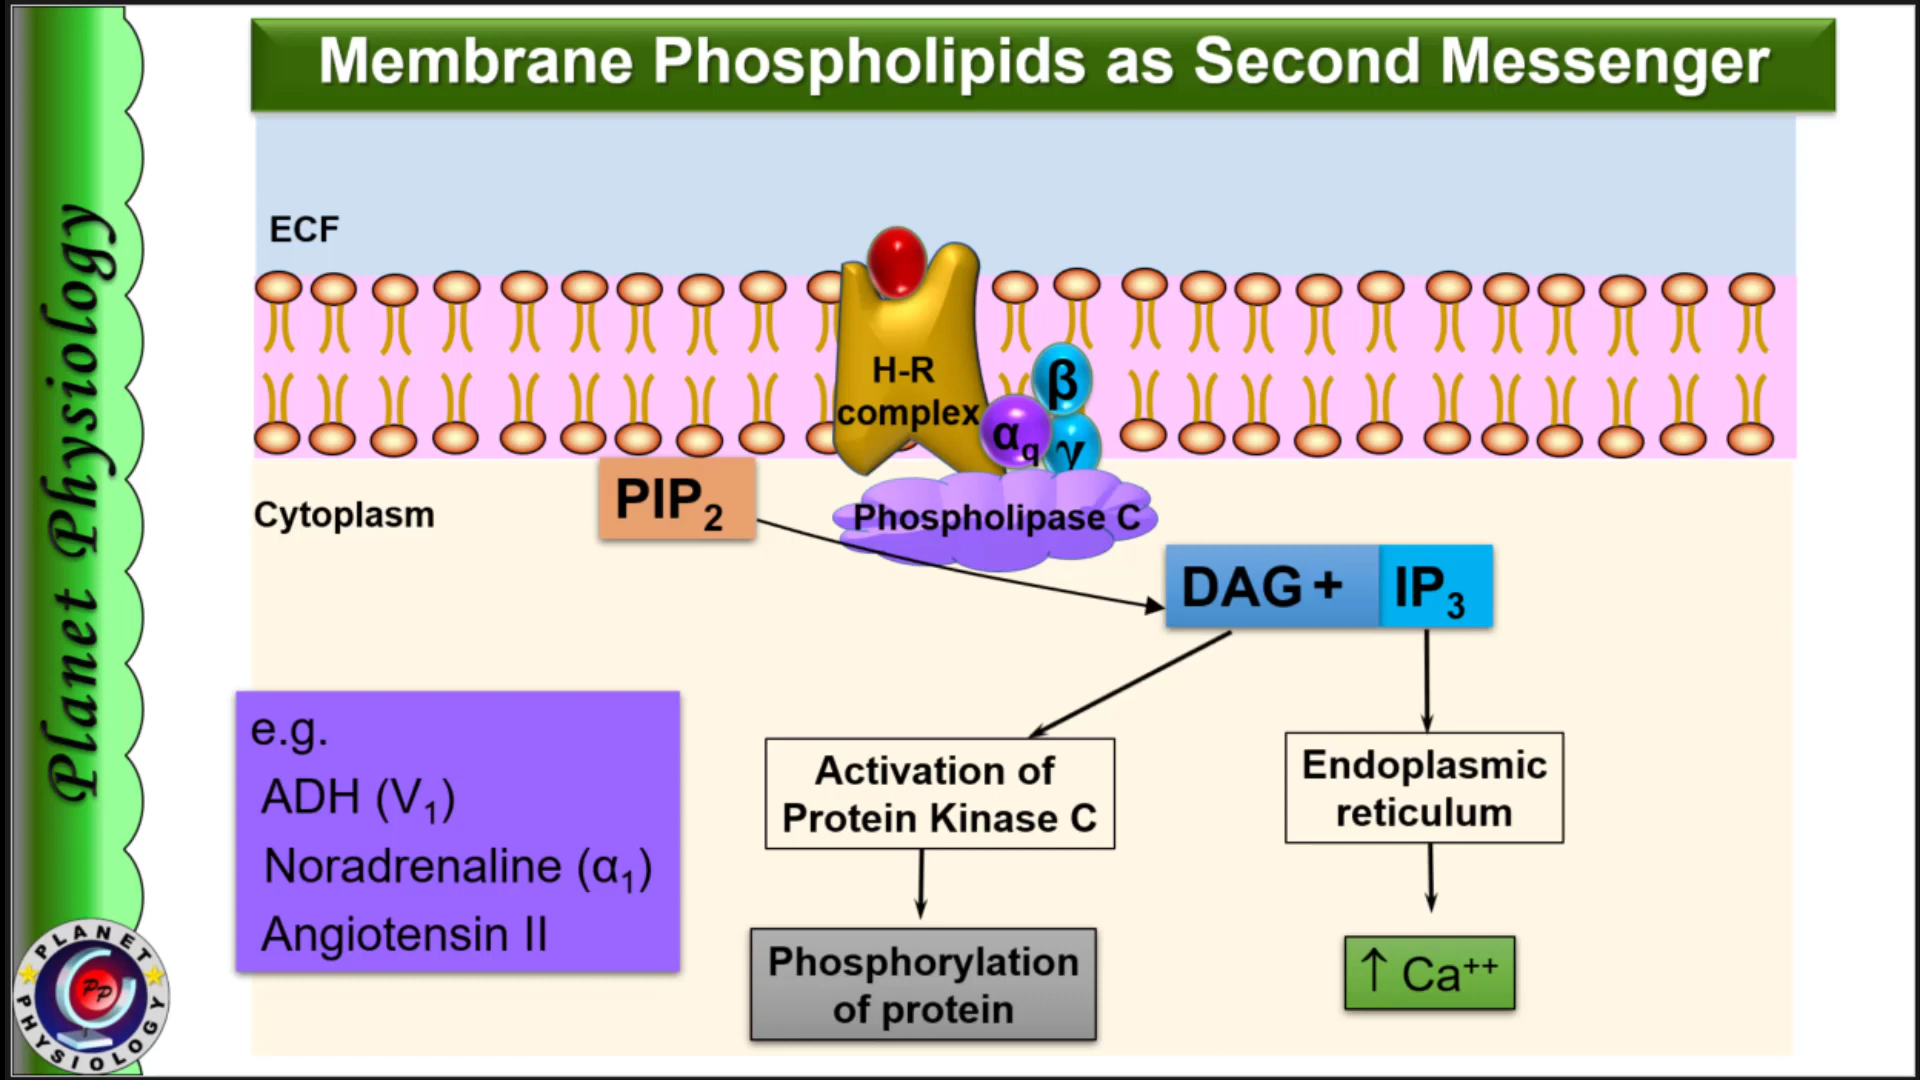 Membrane Phospholipids as Second Messenger
Planet Physiology
ECF
H-R
complex
β
α
q
γ
PIP₂
Cytoplasm
Phospholipase C
DAG + IP₃
e.g.
ADH (V₁)
Noradrenaline (α₁)
Angiotensin II
Activation of
Protein Kinase C
Endoplasmic
reticulum
Phosphorylation
of protein
↑ Ca⁺⁺
PLANET
PP
PHYSIOLOGY